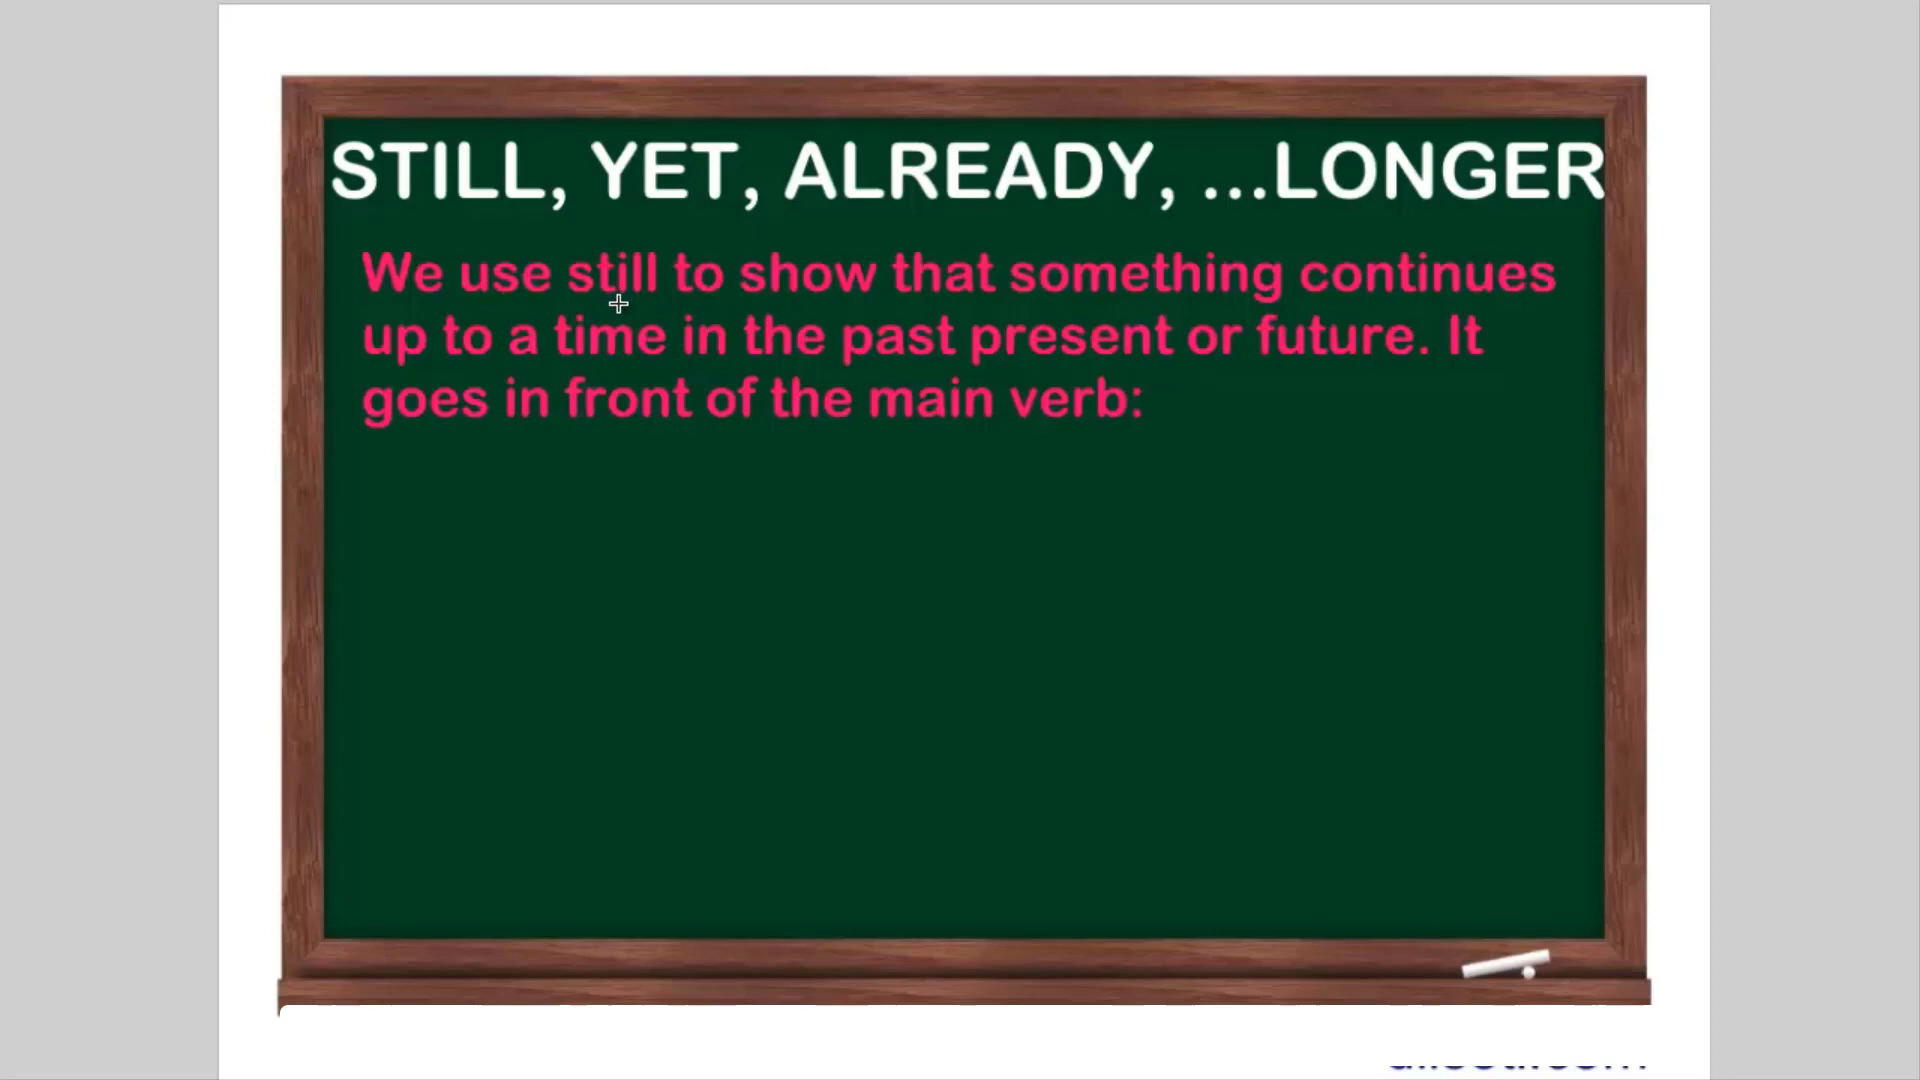 STILL, YET, ALREADY, ...LONGER
We use still to show that something continues
up to a time in the past present or future. It
goes in front of the main verb: